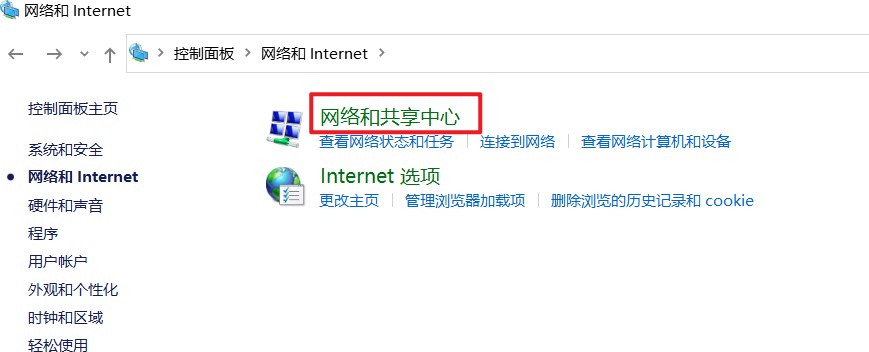 网络和 Internet
控制面板 网络和 Internet
控制面板主页
系统和安全
网络和 Internet
硬件和声音
程序
用户帐户
外观和个性化
时钟和区域
轻松使用
网络和共享中心
查看网络状态和任务 连接到网络 查看网络计算机和设备
Internet 选项
更改主页 管理浏览器加载项 删除浏览的历史记录和 cookie